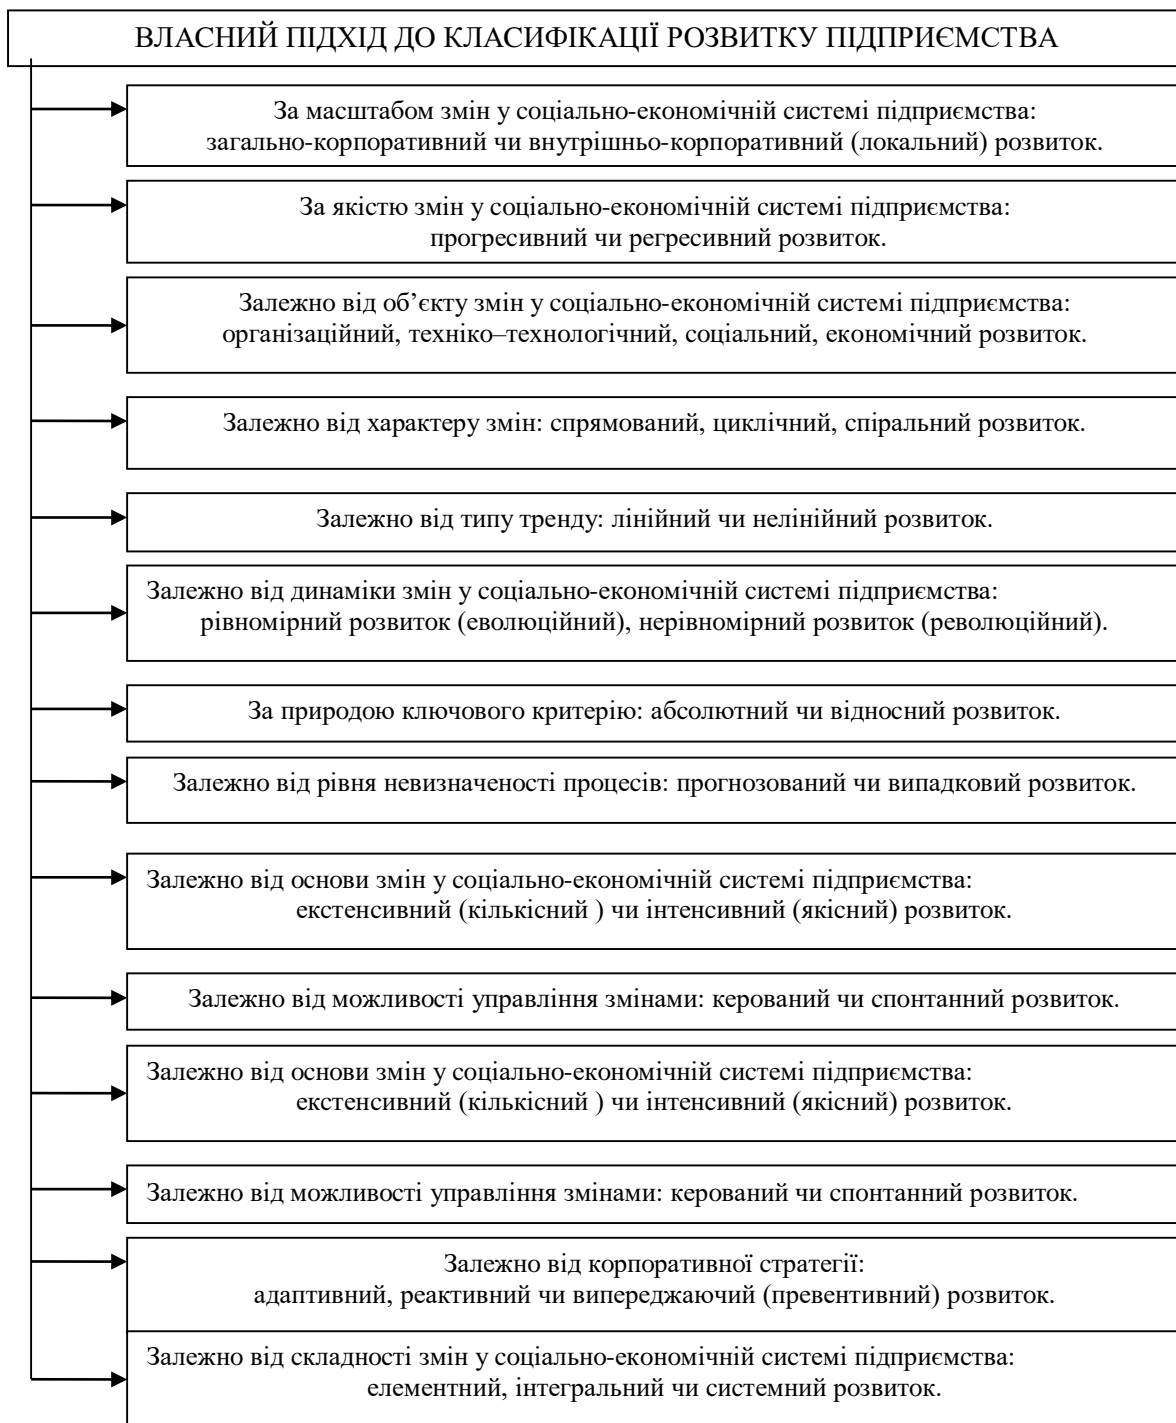 ВЛАСНИЙ ПІДХІД ДО КЛАСИФІКАЦІЇ РОЗВИТКУ ПІДПРИЄМСТВА
За масштабом змін у соціально-економічній системі підприємства:
загально-корпоративний чи внутрішньо-корпоративний (локальний) розвиток.
За якістю змін у соціально-економічній системі підприємства:
прогресивний чи регресивний розвиток.
Залежно від об’єкту змін у соціально-економічній системі підприємства:
організаційний, техніко–технологічний, соціальний, економічний розвиток.
Залежно від характеру змін: спрямований, циклічний, спіральний розвиток.
Залежно від типу тренду: лінійний чи нелінійний розвиток.
Залежно від динаміки змін у соціально-економічній системі підприємства:
рівномірний розвиток (еволюційний), нерівномірний розвиток (революційний).
За природою ключового критерію: абсолютний чи відносний розвиток.
Залежно від рівня невизначеності процесів: прогнозований чи випадковий розвиток.
Залежно від основи змін у соціально-економічній системі підприємства:
екстенсивний (кількісний ) чи інтенсивний (якісний) розвиток.
Залежно від можливості управління змінами: керований чи спонтанний розвиток.
Залежно від основи змін у соціально-економічній системі підприємства:
екстенсивний (кількісний ) чи інтенсивний (якісний) розвиток.
Залежно від можливості управління змінами: керований чи спонтанний розвиток.
Залежно від корпоративної стратегії:
адаптивний, реактивний чи випереджаючий (превентивний) розвиток.
Залежно від складності змін у соціально-економічній системі підприємства:
елементний, інтегральний чи системний розвиток.